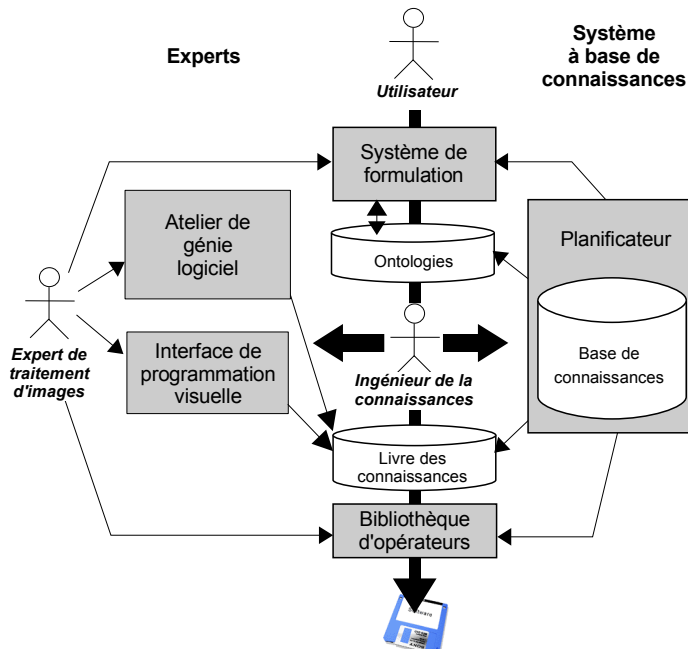 Experts
Système
à base de
connaissances
Utilisateur
Système de
formulation
Atelier de
génie
logiciel
Ontologies
Planificateur
Expert de
traitement
d'images
Interface de
programmation
visuelle
Ingénieur de la
connaissances
Base de
connaissances
Livre des
connaissances
Bibliothèque
d'opérateurs
Software